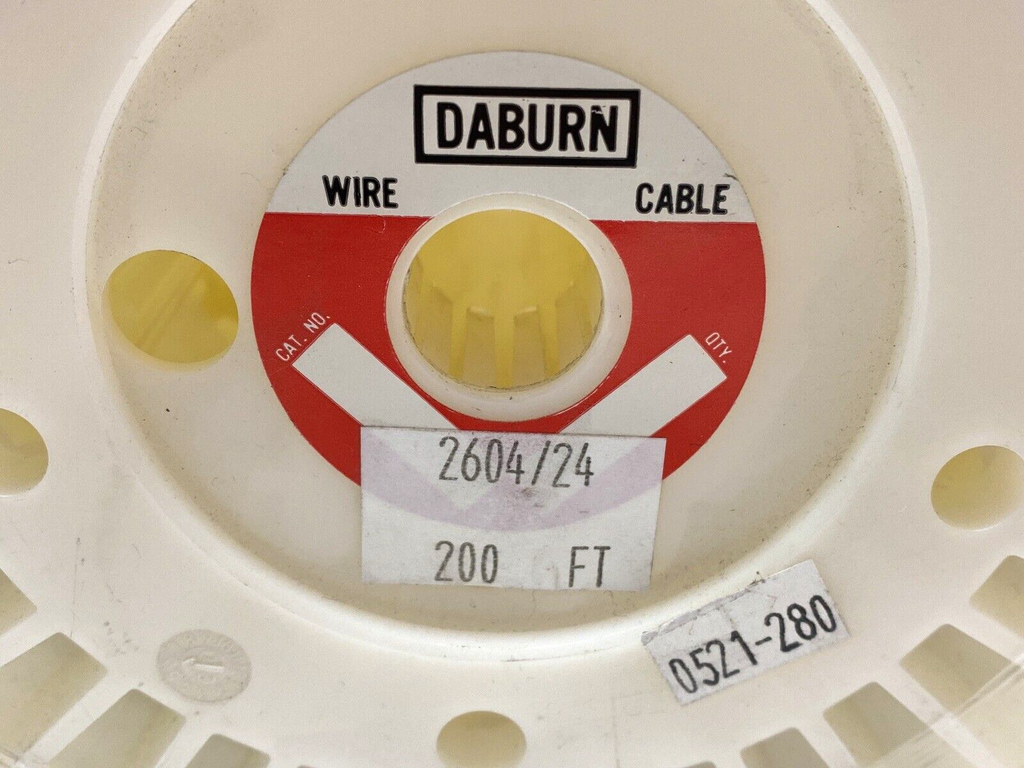 DABURN
WIRE CABLE
CAT. NO. QTY.
2604/24
200 FT
0521-280